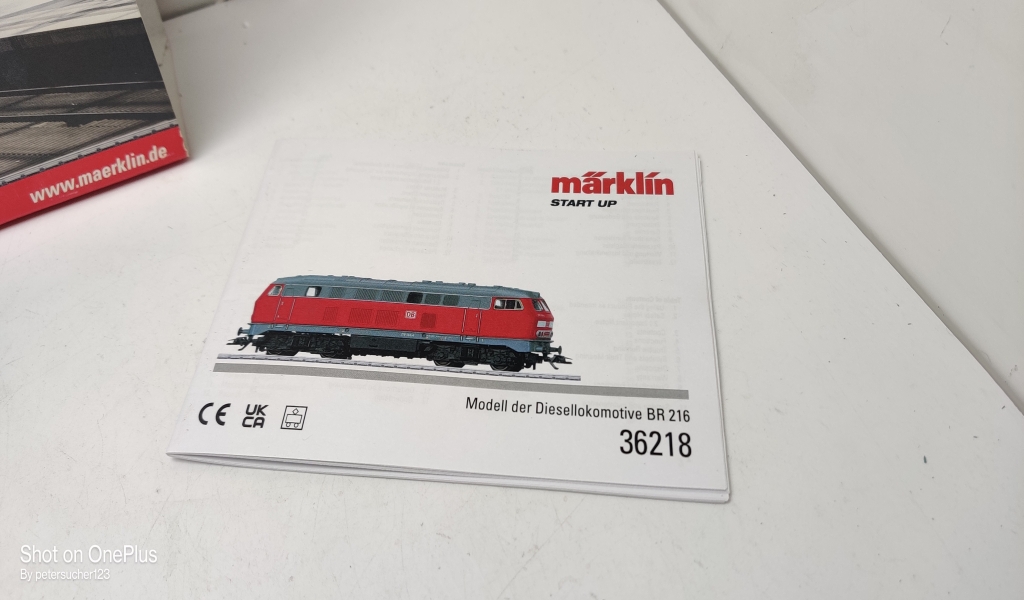 www.maerklin.de
märklin
START UP
DB
CE UK CA
Modell der Diesellokomotive BR 216
36218
Shot on OnePlus
By petersucher123